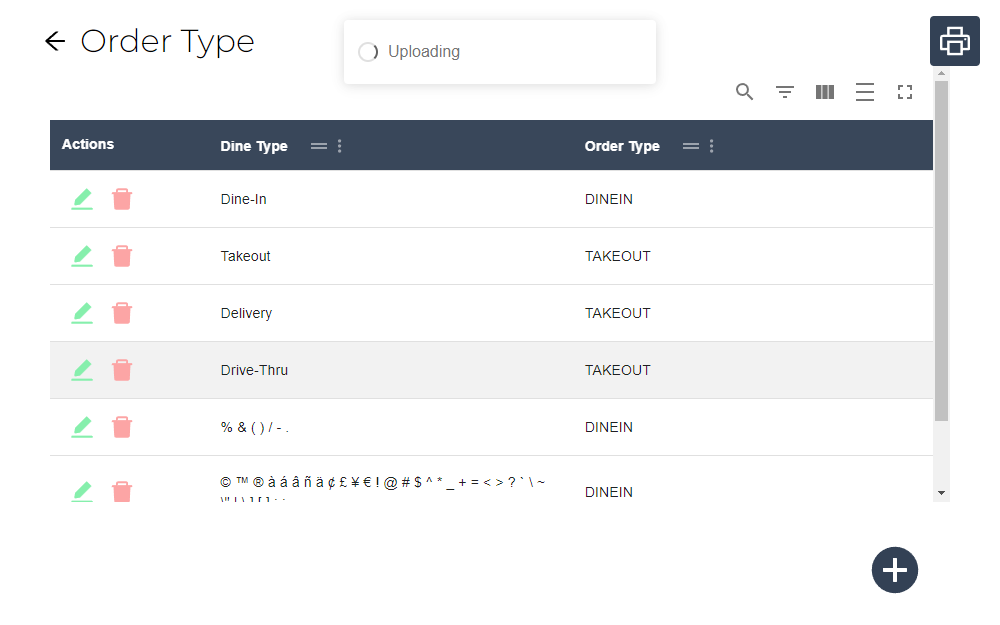 Order Type
Uploading
Actions Dine Type Order Type
Dine-In DINEIN
Takeout TAKEOUT
Delivery TAKEOUT
Drive-Thru TAKEOUT
% & ( ) / - . DINEIN
© ™ ® à á â ñ ä ¢ £ ¥ € ! @ # $ ^ * _ + = < > ? ` \ ~ DINEIN